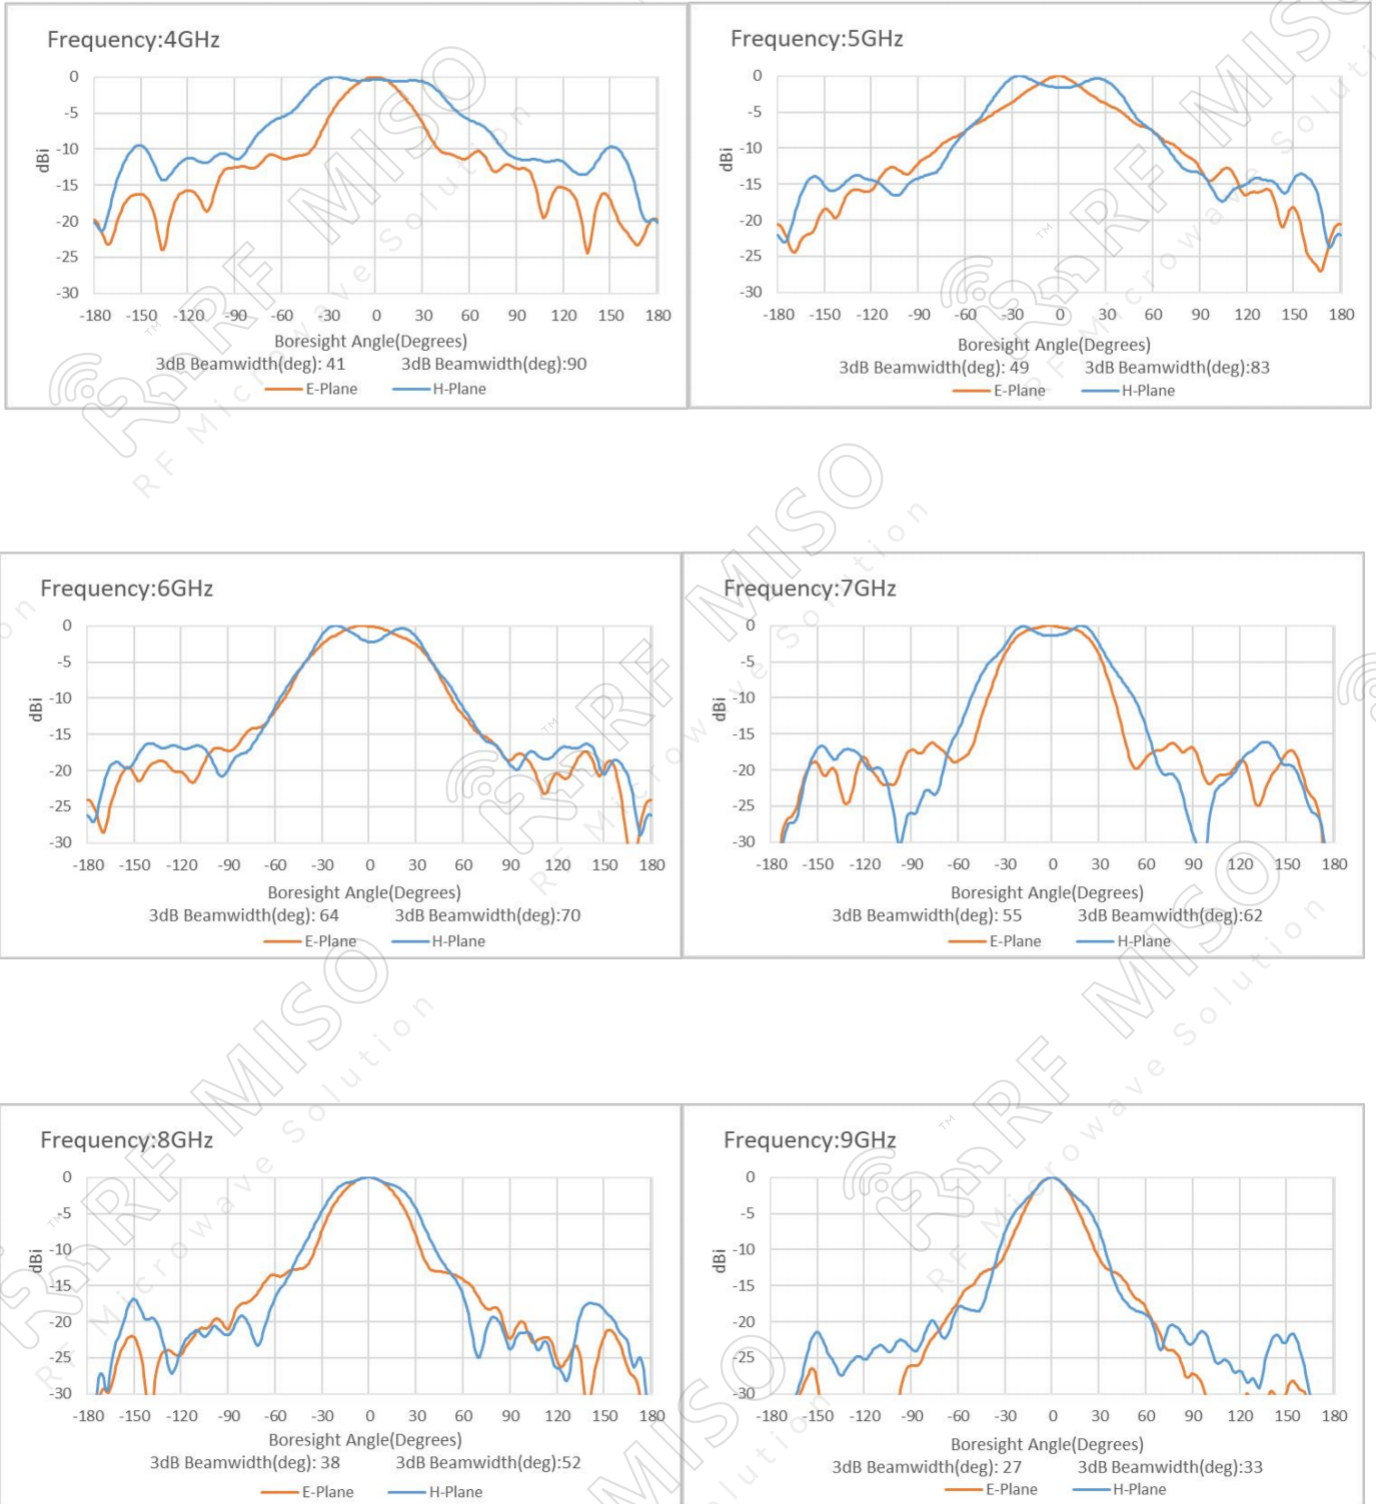 Frequency:4GHz
0
-5
-10
-15
-20
-25
-30
dBi
-180 -150 -120 -90 -60 -30 0 30 60 90 120 150 180
Boresight Angle(Degrees)
3dB Beamwidth(deg): 41 3dB Beamwidth(deg):90
E-Plane H-Plane
Frequency:5GHz
0
-5
-10
-15
-20
-25
-30
dBi
-180 -150 -120 -90 -60 -30 0 30 60 90 120 150 180
Boresight Angle(Degrees)
3dB Beamwidth(deg): 49 3dB Beamwidth(deg):83
E-Plane H-Plane
Frequency:6GHz
0
-5
-10
-15
-20
-25
-30
dBi
-180 -150 -120 -90 -60 -30 0 30 60 90 120 150 180
Boresight Angle(Degrees)
3dB Beamwidth(deg): 64 3dB Beamwidth(deg):70
E-Plane H-Plane
Frequency:7GHz
0
-5
-10
-15
-20
-25
-30
dBi
-180 -150 -120 -90 -60 -30 0 30 60 90 120 150 180
Boresight Angle(Degrees)
3dB Beamwidth(deg): 55 3dB Beamwidth(deg):62
E-Plane H-Plane
Frequency:8GHz
0
-5
-10
-15
-20
-25
-30
dBi
-180 -150 -120 -90 -60 -30 0 30 60 90 120 150 180
Boresight Angle(Degrees)
3dB Beamwidth(deg): 38 3dB Beamwidth(deg):52
E-Plane H-Plane
Frequency:9GHz
0
-5
-10
-15
-20
-25
-30
dBi
-180 -150 -120 -90 -60 -30 0 30 60 90 120 150 180
Boresight Angle(Degrees)
3dB Beamwidth(deg): 27 3dB Beamwidth(deg):33
E-Plane H-Plane
RF MISO
RF Microwave Solution